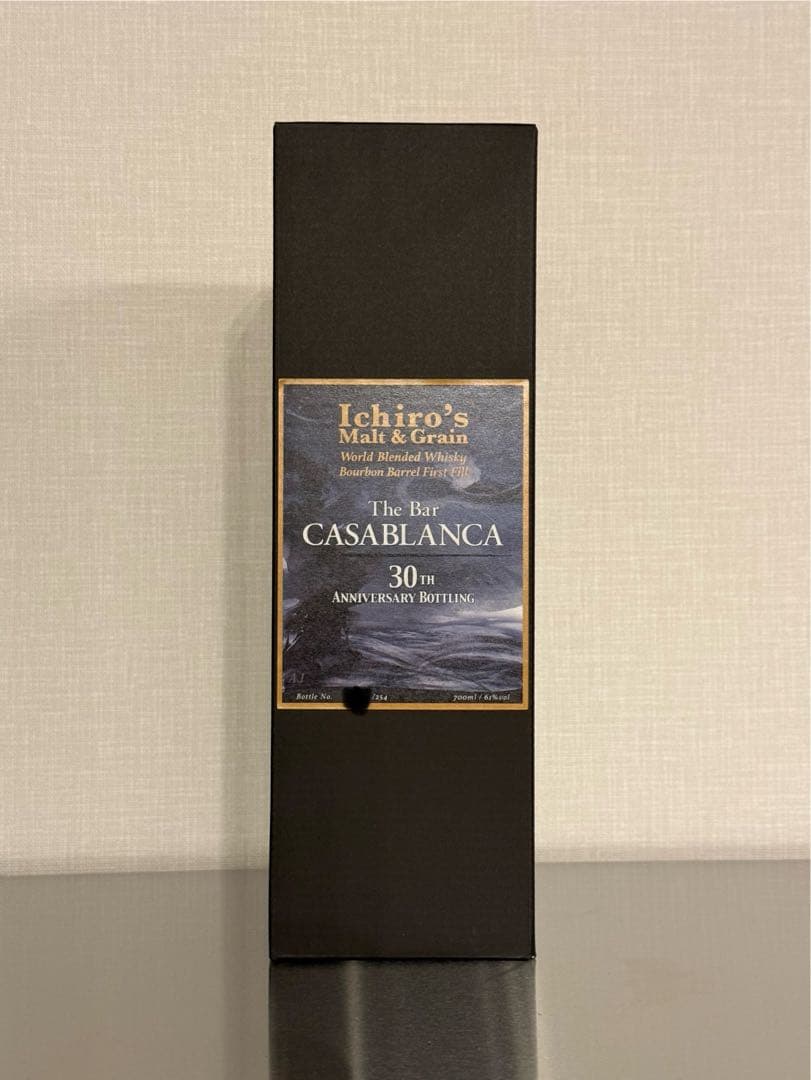 Ichiro's
Malt & Grain
World Blended Whisky
Bourbon Barrel First Fill
The Bar
CASABLANCA
30TH
ANNIVERSARY BOTTLING
AJ
Bottle No. /254 700ml / 61%vol